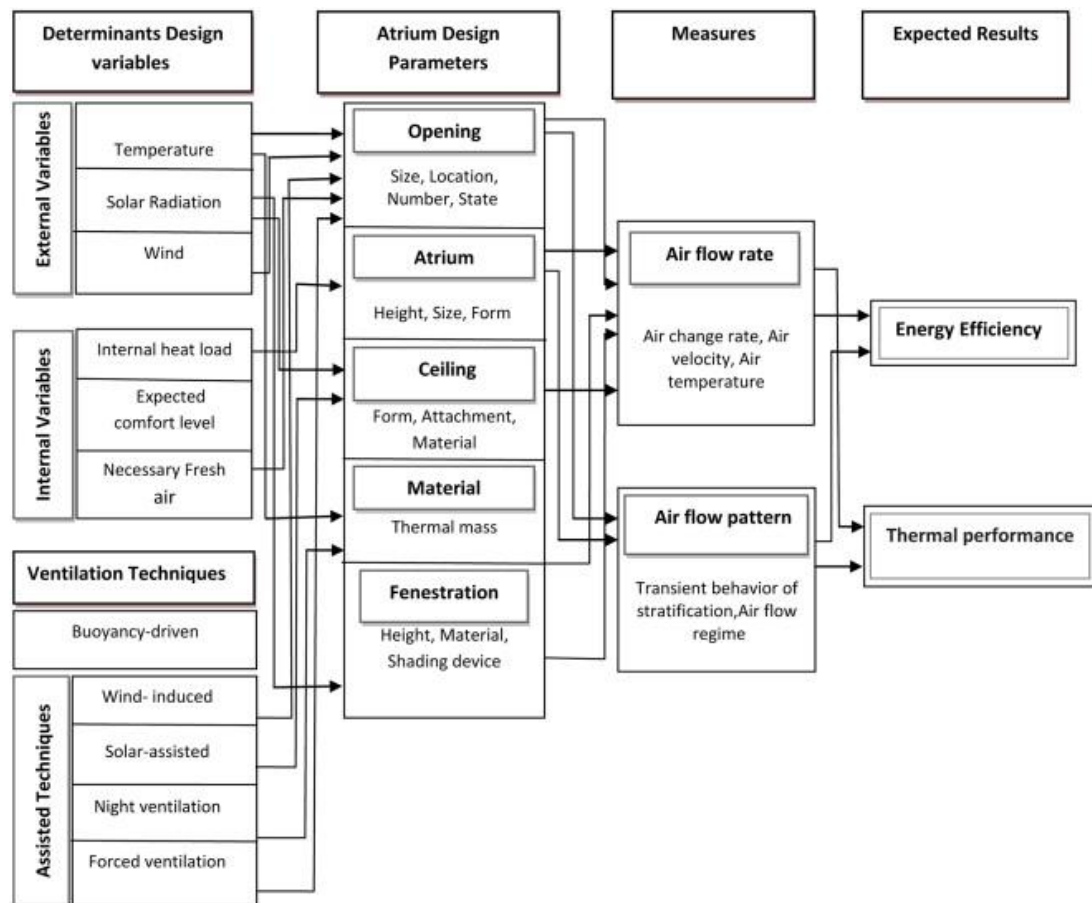 Determinants Design
variables
Atrium Design
Parameters
Measures
Expected Results
External Variables
Temperature
Solar Radiation
Wind
Internal Variables
Internal heat load
Expected
comfort level
Necessary Fresh
air
Ventilation Techniques
Buoyancy-driven
Assisted Techniques
Wind- induced
Solar-assisted
Night ventilation
Forced ventilation
Opening
Size, Location,
Number, State
Atrium
Height, Size, Form
Ceiling
Form, Attachment,
Material
Material
Thermal mass
Fenestration
Height, Material,
Shading device
Air flow rate
Air change rate, Air
velocity, Air
temperature
Air flow pattern
Transient behavior of
stratification,Air flow
regime
Energy Efficiency
Thermal performance